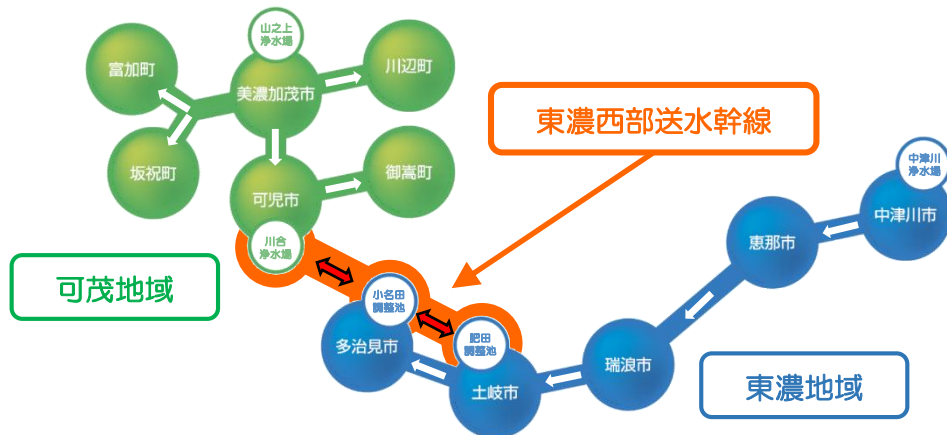 山之上
浄水場
富加町
川辺町
美濃加茂市
東濃西部送水幹線
坂祝町
御嵩町
可児市
中津川
浄水場
中津川市
恵那市
川合
浄水場
可茂地域
小名田
調整池
肥田
調整池
多治見市
瑞浪市
土岐市
東濃地域